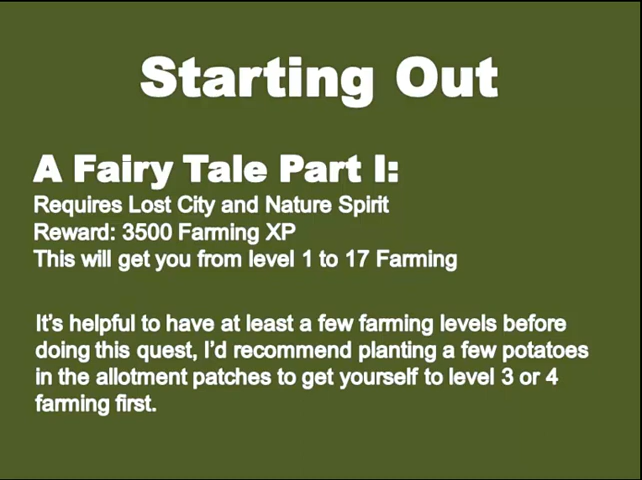 Starting Out
A Fairy Tale Part I:
Requires Lost City and Nature Spirit
Reward: 3500 Farming XP
This will get you from level 1 to 17 Farming
It's helpful to have at least a few farming levels before
doing this quest, I'd recommend planting a few potatoes
in the allotment patches to get yourself to level 3 or 4
farming first.